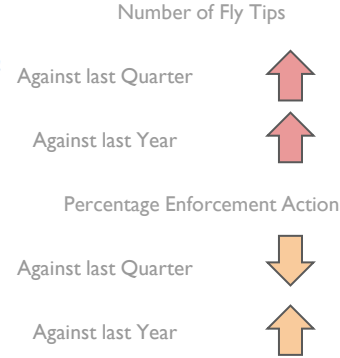 Number of Fly Tips
Against last Quarter
Against last Year
Percentage Enforcement Action
Against last Quarter
Against last Year